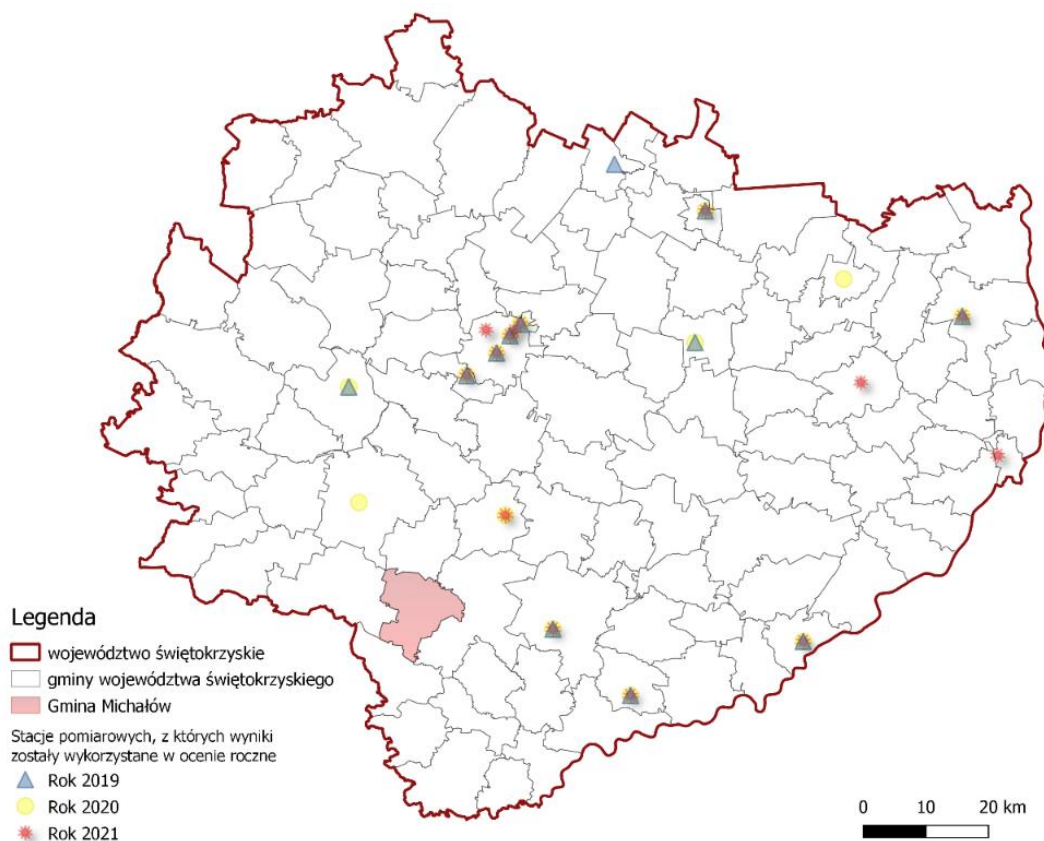 Legenda
województwo świętokrzyskie
gminy województwa świętokrzyskiego
Gmina Michałów
Stacje pomiarowych, z których wyniki
zostały wykorzystane w ocenie roczne
Rok 2019
Rok 2020
Rok 2021
0 10 20 km